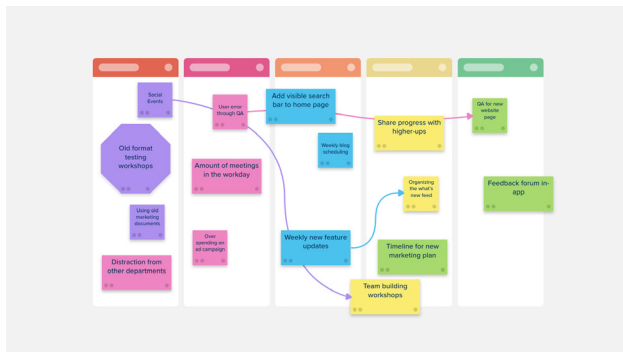 Social
Events
Old format
testing
workshops
Using old
marketing
documents
Distraction from
other departments
User error
through QA
Amount of meetings
in the workday
Over
spending on
ad campaign
Add visible search
bar to home page
Weekly blog
scheduling
Weekly new feature
updates
Share progress with
higher-ups
Organizing
the what's
new feed
Timeline for new
marketing plan
Team building
workshops
QA for new
website
page
Feedback forum in-
app